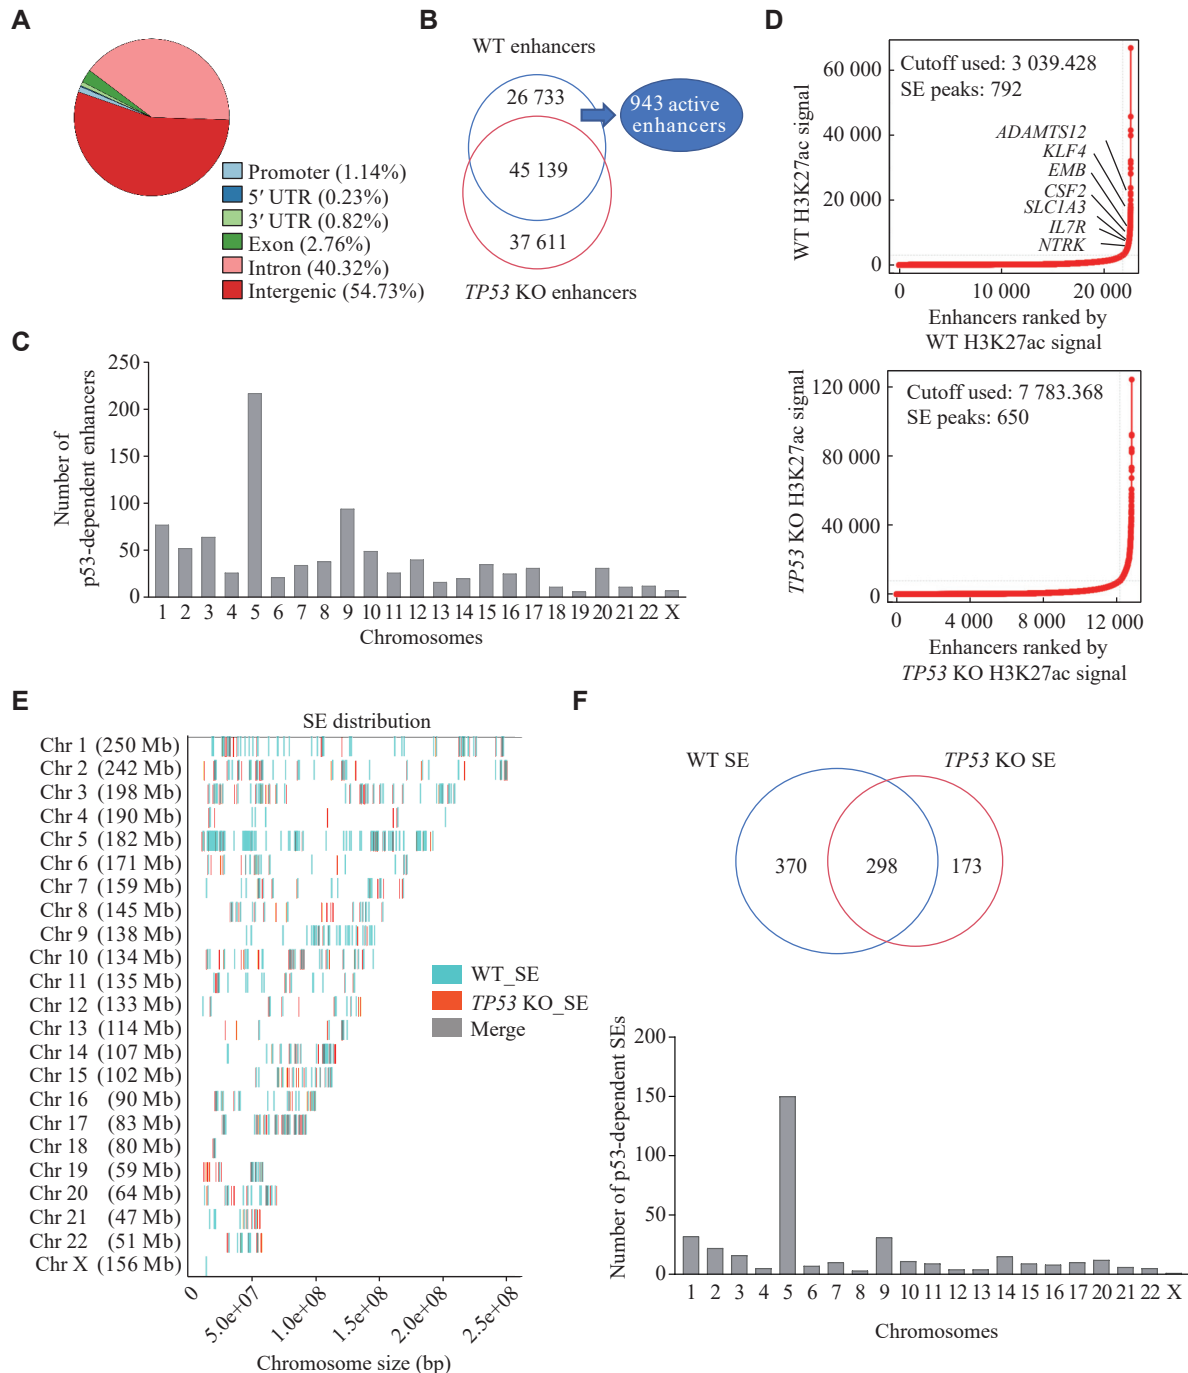 A
Promoter (1.14%)
5′ UTR (0.23%)
3′ UTR (0.82%)
Exon (2.76%)
Intron (40.32%)
Intergenic (54.73%)
B
WT enhancers
26 733
943 active
enhancers
45 139
37 611
TP53 KO enhancers
D
WT H3K27ac signal
60 000
40 000
20 000
0
Cutoff used: 3 039.428
SE peaks: 792
ADAMTS12
KLF4
EMB
CSF2
SLC1A3
IL7R
NTRK
0 10 000 20 000
Enhancers ranked by
WT H3K27ac signal
TP53 KO H3K27ac signal
120 000
80 000
40 000
0
Cutoff used: 7 783.368
SE peaks: 650
0 4 000 8 000 12 000
Enhancers ranked by
TP53 KO H3K27ac signal
C
Number of
p53-dependent enhancers
250
200
150
100
50
0
1 2 3 4 5 6 7 8 9 10 11 12 13 14 15 16 17 18 19 20 21 22 X
Chromosomes
E
SE distribution
Chr 1 (250 Mb)
Chr 2 (242 Mb)
Chr 3 (198 Mb)
Chr 4 (190 Mb)
Chr 5 (182 Mb)
Chr 6 (171 Mb)
Chr 7 (159 Mb)
Chr 8 (145 Mb)
Chr 9 (138 Mb)
Chr 10 (134 Mb)
Chr 11 (135 Mb)
Chr 12 (133 Mb)
Chr 13 (114 Mb)
Chr 14 (107 Mb)
Chr 15 (102 Mb)
Chr 16 (90 Mb)
Chr 17 (83 Mb)
Chr 18 (80 Mb)
Chr 19 (59 Mb)
Chr 20 (64 Mb)
Chr 21 (47 Mb)
Chr 22 (51 Mb)
Chr X (156 Mb)
WT_SE
TP53 KO_SE
Merge
0 5.0e+07 1.0e+08 1.5e+08 2.0e+08 2.5e+08
Chromosome size (bp)
F
WT SE
TP53 KO SE
370 298 173
Number of p53-dependent SEs
200
150
100
50
0
1 2 3 4 5 6 7 8 9 10 11 12 13 14 15 16 17 20 21 22 X
Chromosomes